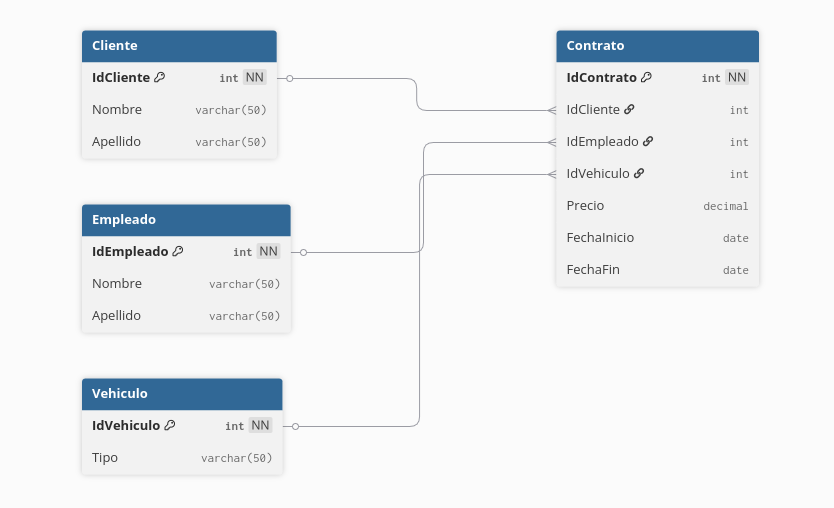 Cliente
IdCliente int NN
Nombre varchar(50)
Apellido varchar(50)
Empleado
IdEmpleado int NN
Nombre varchar(50)
Apellido varchar(50)
Vehiculo
IdVehiculo int NN
Tipo varchar(50)
Contrato
IdContrato int NN
IdCliente int
IdEmpleado int
IdVehiculo int
Precio decimal
FechaInicio date
FechaFin date